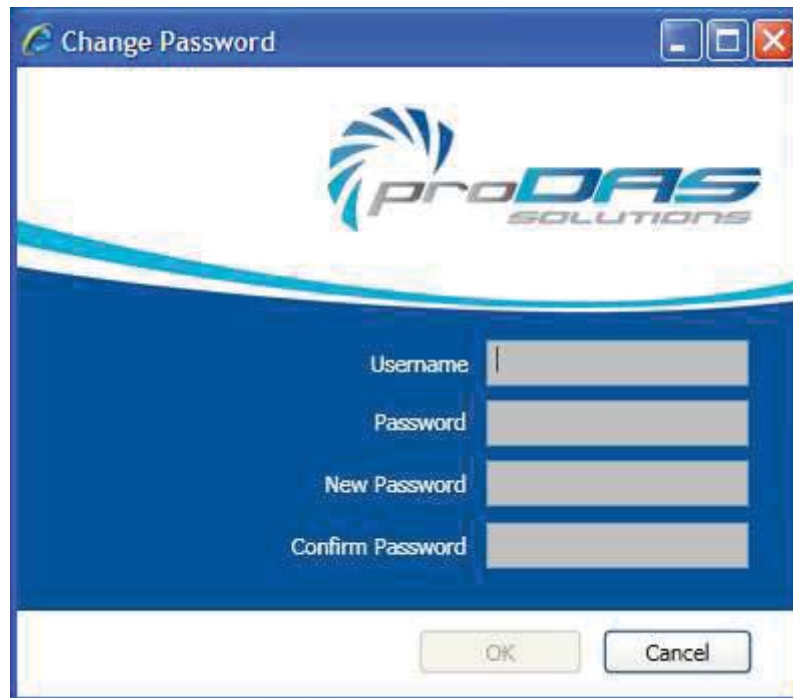 Change Password
proDAS
SOLUTIONS
Username
Password
New Password
Confirm Password
OK
Cancel